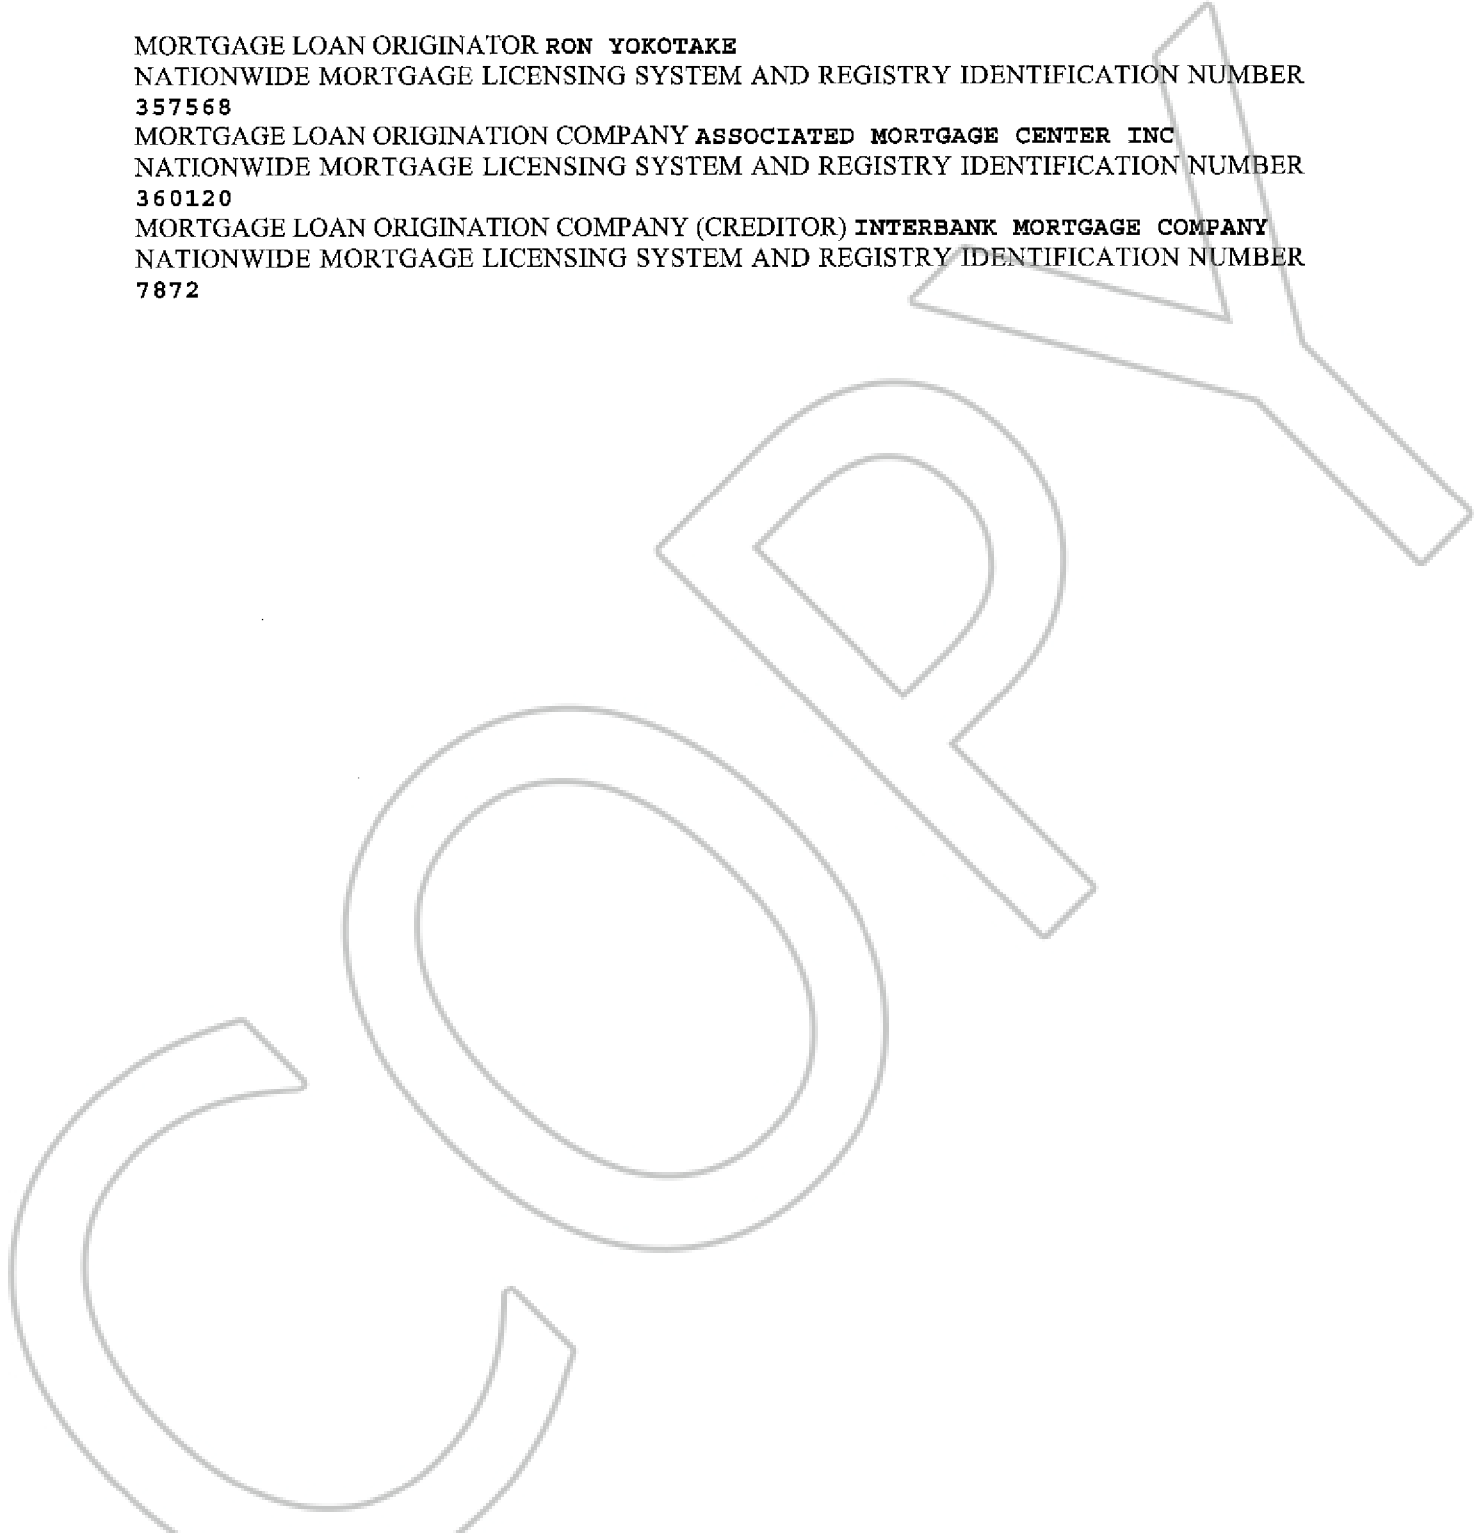 MORTGAGE LOAN ORIGINATOR RON YOKOTAKE
NATIONWIDE MORTGAGE LICENSING SYSTEM AND REGISTRY IDENTIFICATION NUMBER
357568
MORTGAGE LOAN ORIGINATION COMPANY ASSOCIATED MORTGAGE CENTER INC
NATIONWIDE MORTGAGE LICENSING SYSTEM AND REGISTRY IDENTIFICATION NUMBER
360120
MORTGAGE LOAN ORIGINATION COMPANY (CREDITOR) INTERBANK MORTGAGE COMPANY
NATIONWIDE MORTGAGE LICENSING SYSTEM AND REGISTRY IDENTIFICATION NUMBER
7872
COPY